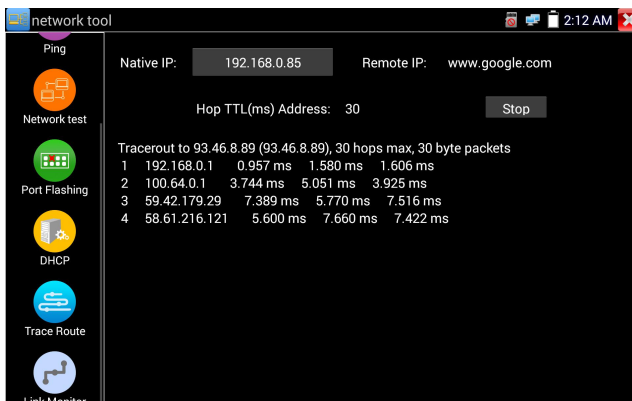 network tool
2:12 AM
Ping
Network test
Port Flashing
DHCP
Trace Route
Link Monitor
Native IP: 192.168.0.85 Remote IP: www.google.com
Hop TTL(ms) Address: 30 Stop
Tracerout to 93.46.8.89 (93.46.8.89), 30 hops max, 30 byte packets
1 192.168.0.1 0.957 ms 1.580 ms 1.606 ms
2 100.64.0.1 3.744 ms 5.051 ms 3.925 ms
3 59.42.179.29 7.389 ms 5.770 ms 7.516 ms
4 58.61.216.121 5.600 ms 7.660 ms 7.422 ms